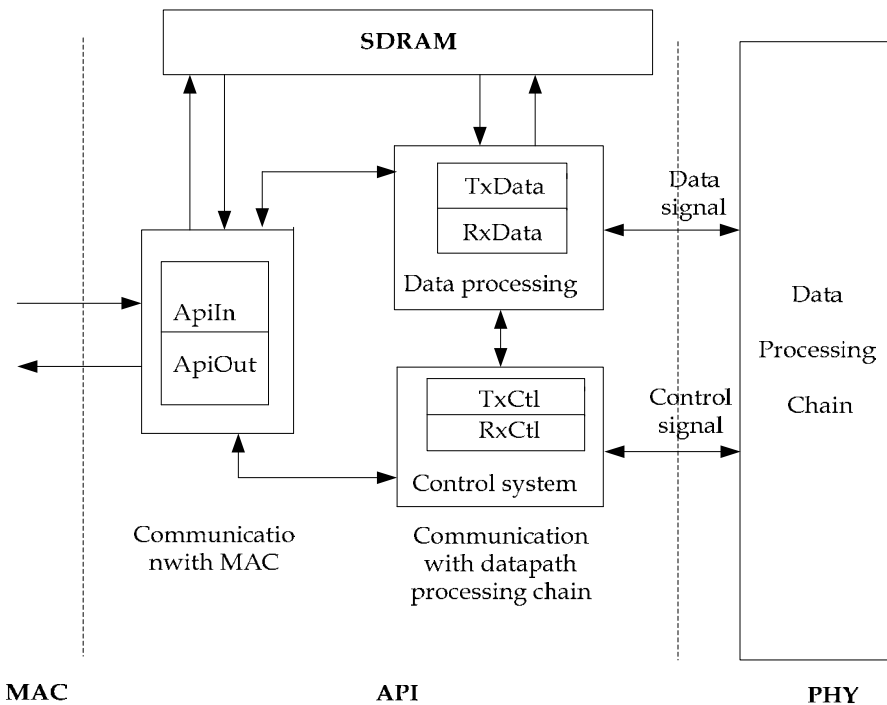 SDRAM
TxData
RxData
Data processing
Data
signal
ApiIn
ApiOut
Data
Processing
Chain
TxCtl
RxCtl
Control system
Control
signal
Communicatio
nwith MAC
Communication
with datapath
processing chain
MAC
API
PHY